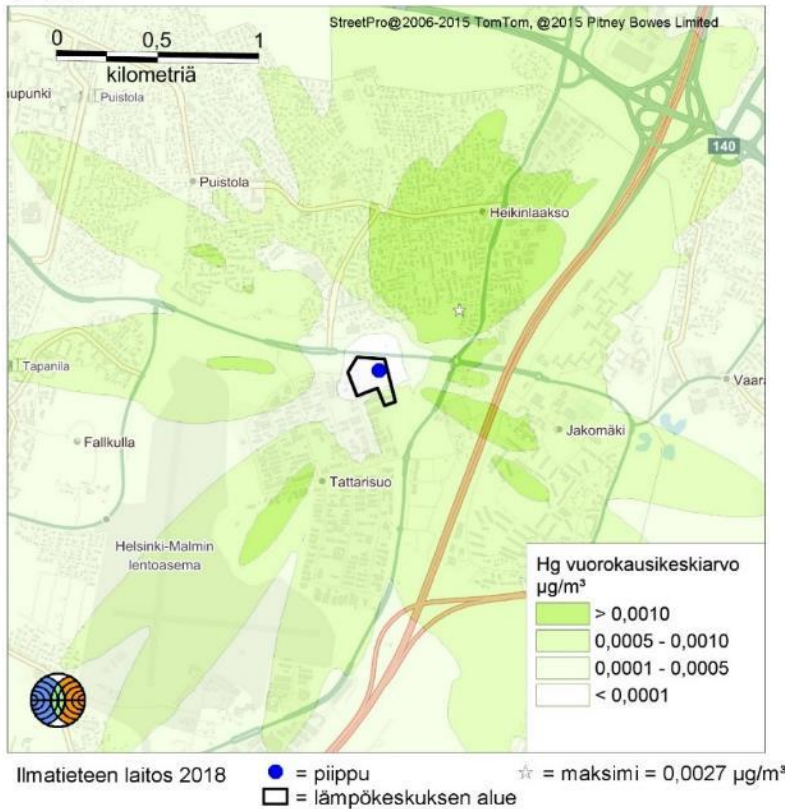 StreetPro@2006-2015 TomTom, @2015 Pitney Bowes Limited
0 0,5 1
kilometriä
upunki
Puistola
140
Puistola
Heikinlaakso
Tapanila
Vaara
Fallkulla
Jakomäki
Tattarisuo
Helsinki-Malmin
lentoasema
Hg vuorokausikeskiarvo
µg/m³
> 0,0010
0,0005 - 0,0010
0,0001 - 0,0005
< 0,0001
Ilmatieteen laitos 2018
= piippu
= maksimi = 0,0027 µg/m³
= lämpökeskuksen alue